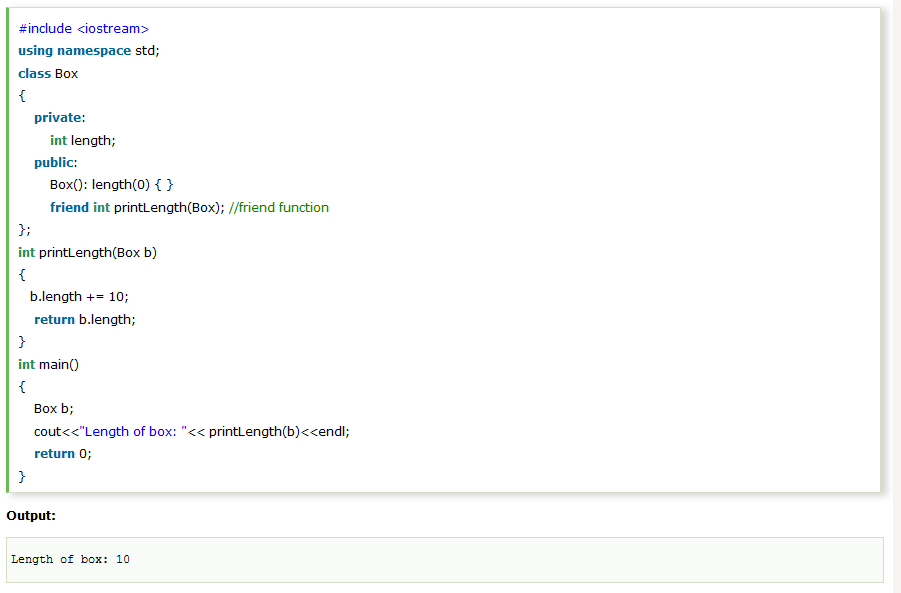 #include <iostream>
using namespace std;
class Box
{
private:
int length;
public:
Box(): length(0) { }
friend int printLength(Box); //friend function
};
int printLength(Box b)
{
b.length += 10;
return b.length;
}
int main()
{
Box b;
cout<<"Length of box: "<< printLength(b)<<endl;
return 0;
}
Output:
Length of box: 10